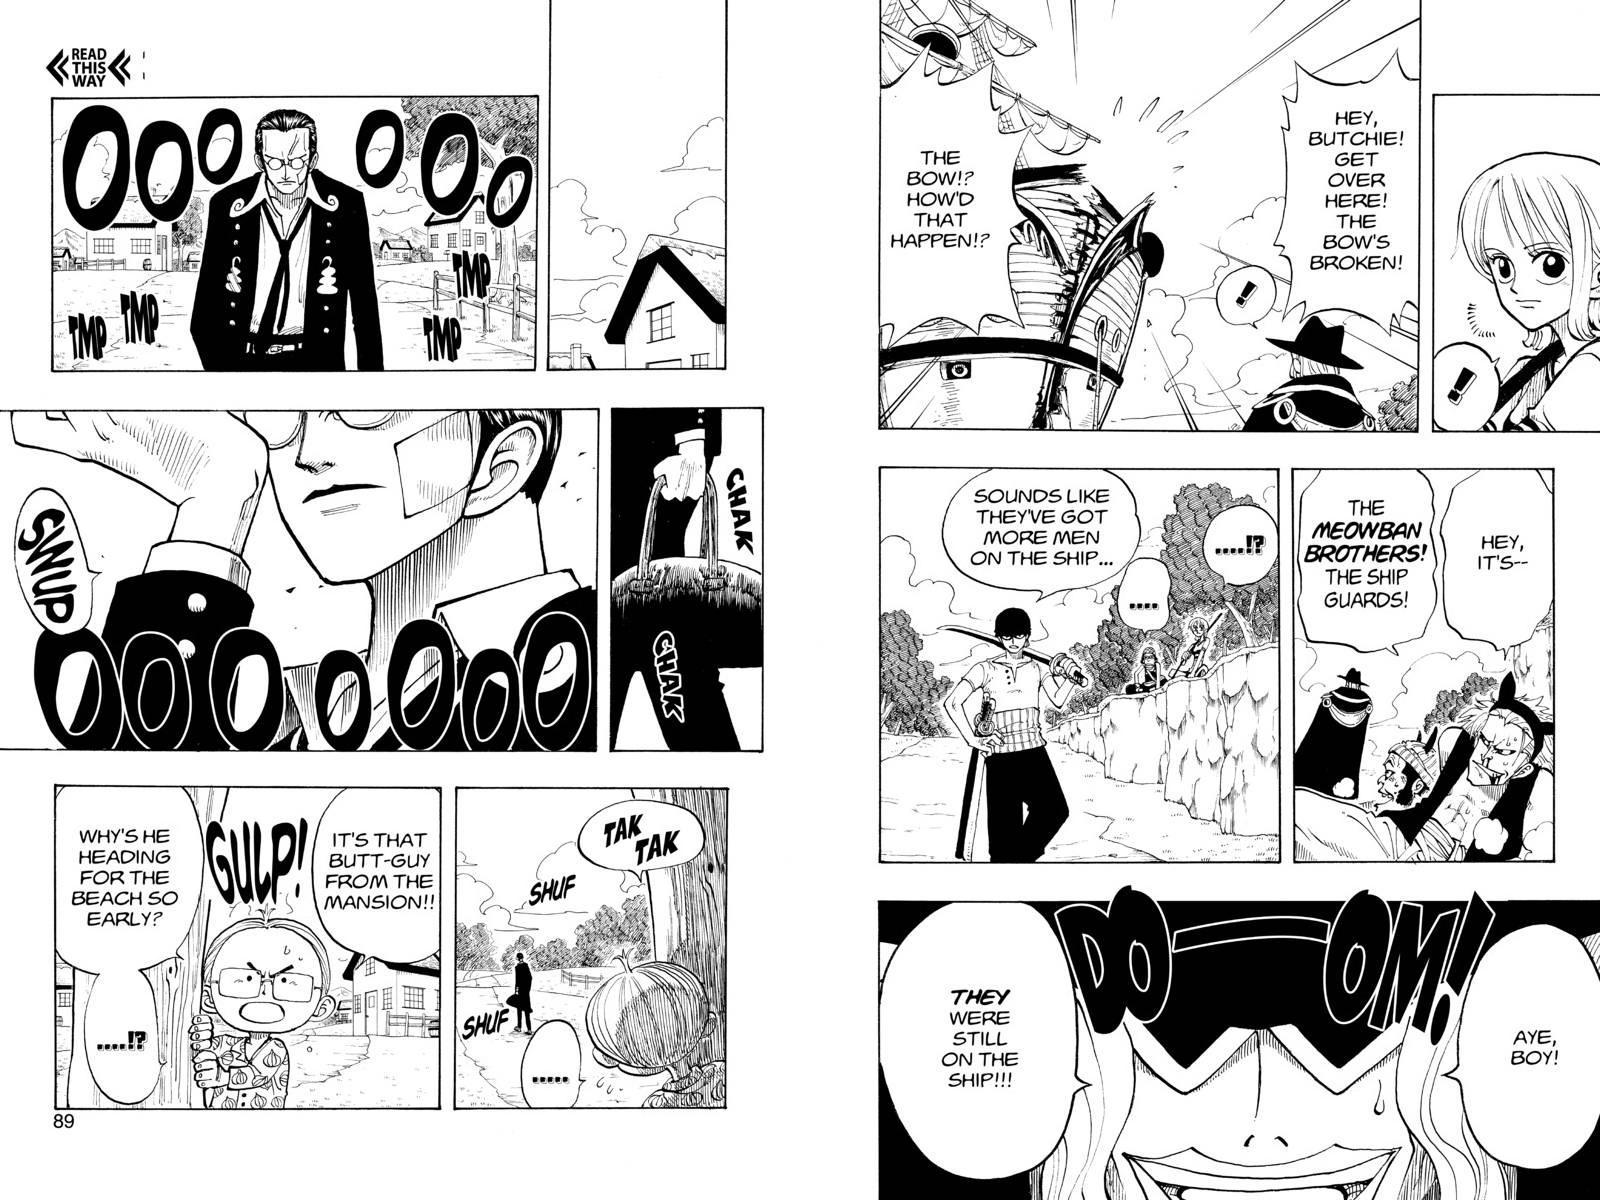 HEY,
BUTCHIE!
GET
OVER
HERE!
THE
BOW'S
BROKEN!
!
!
THE
BOW!?
HOW'D
THAT
HAPPEN!?
HEY,
IT'S--
THE
MEOWBAN
BROTHERS!
THE SHIP
GUARDS!
.....!?
....
SOUNDS LIKE
THEY'VE GOT
MORE MEN
ON THE SHIP...
AYE,
BOY!
DO—OM!
THEY
WERE
STILL
ON THE
SHIP!!!
READ
THIS
WAY
OOO OOO
TMP
TMP
TMP
TMP
CHAK
CHAK
SWUP
OOOOOOO
TAK
TAK
SHUF
SHUF
.....
IT'S THAT
BUTT-GUY
FROM THE
MANSION!!
GULP!
WHY'S HE
HEADING
FOR THE
BEACH SO
EARLY?
.....!?
89